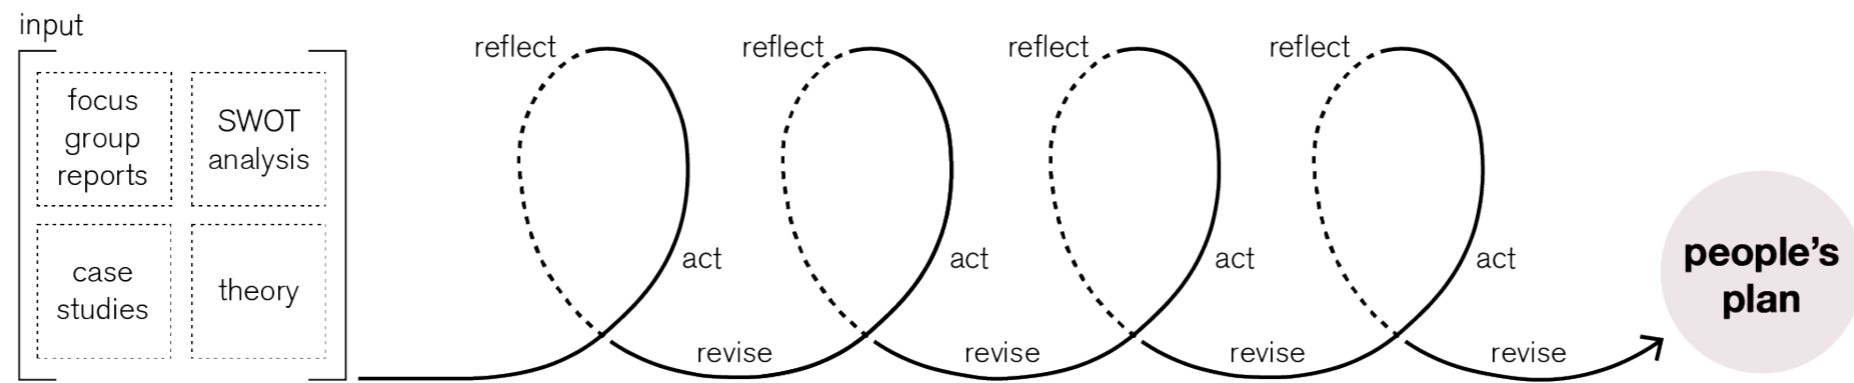 input
focus
group
reports
SWOT
analysis
case
studies
theory
reflect
act
revise
reflect
act
revise
reflect
act
revise
reflect
act
revise
people's
plan